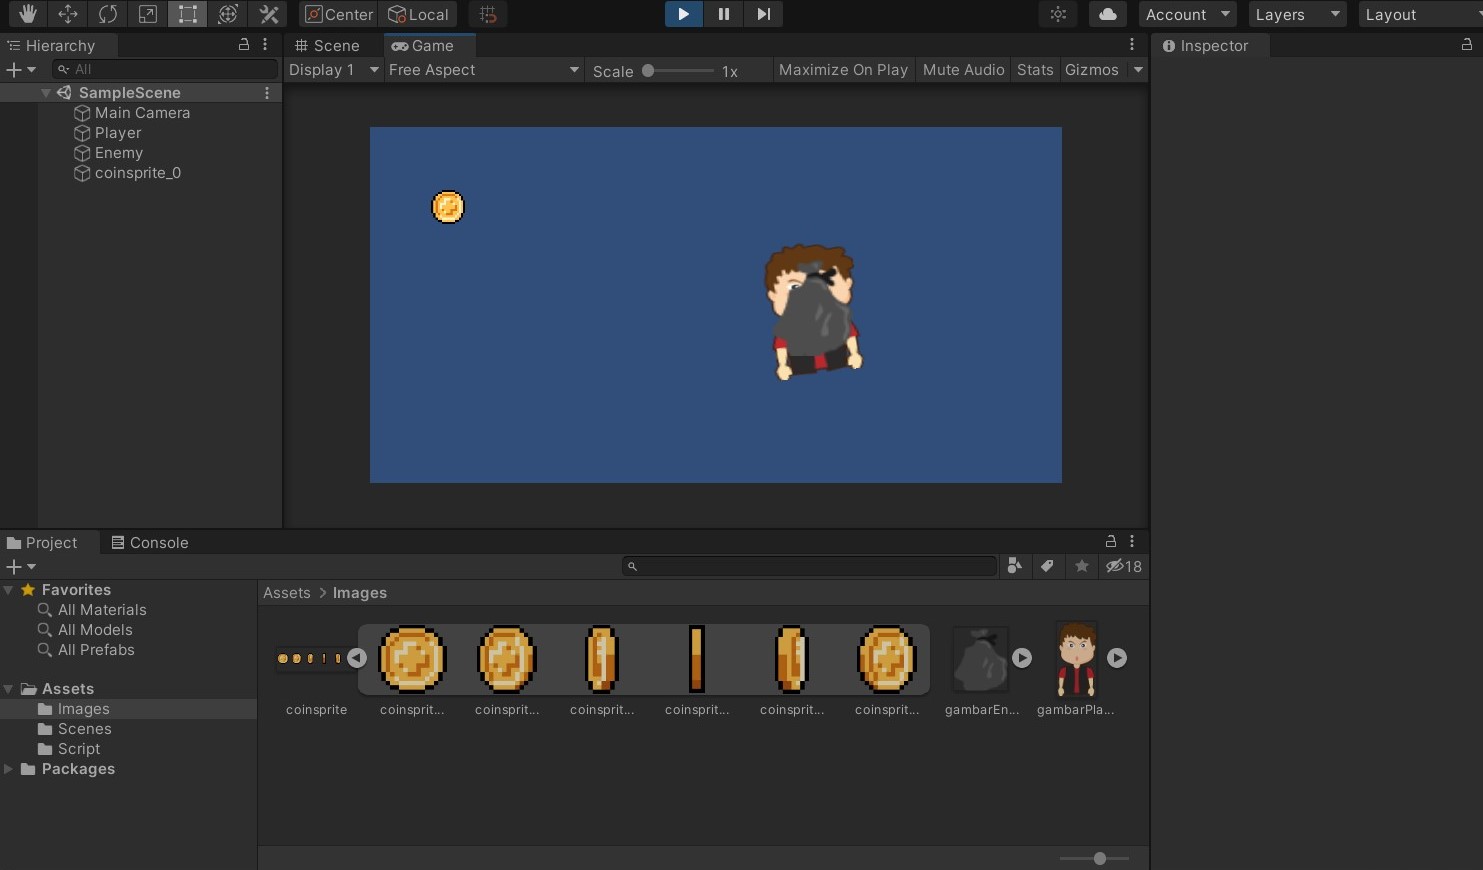 Center Local Account Layers Layout
Hierarchy
All
SampleScene
Main Camera
Player
Enemy
coinsprite_0
Scene Game
Display 1 Free Aspect Scale 1x Maximize On Play Mute Audio Stats Gizmos
Inspector
Project Console
18
Favorites
All Materials
All Models
All Prefabs
Assets
Images
Scenes
Script
Packages
Assets > Images
coinsprite coinsprit... coinsprit... coinsprit... coinsprit... coinsprit... coinsprit... gambarEn... gambarPla...